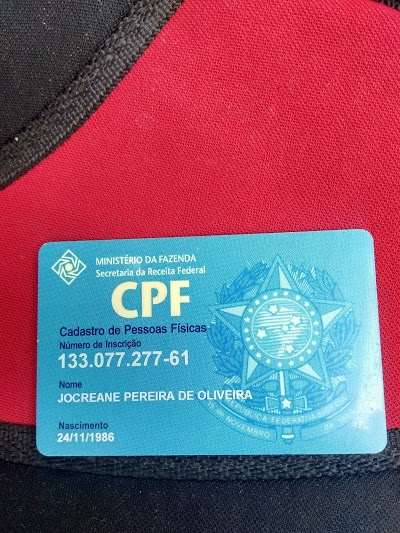 MINISTÉRIO DA FAZENDA
Secretaria da Receita Federal
CPF
Cadastro de Pessoas Físicas
Número de Inscrição
133.077.277-61
Nome
JOCREANE PEREIRA DE OLIVEIRA
Nascimento
24/11/1986